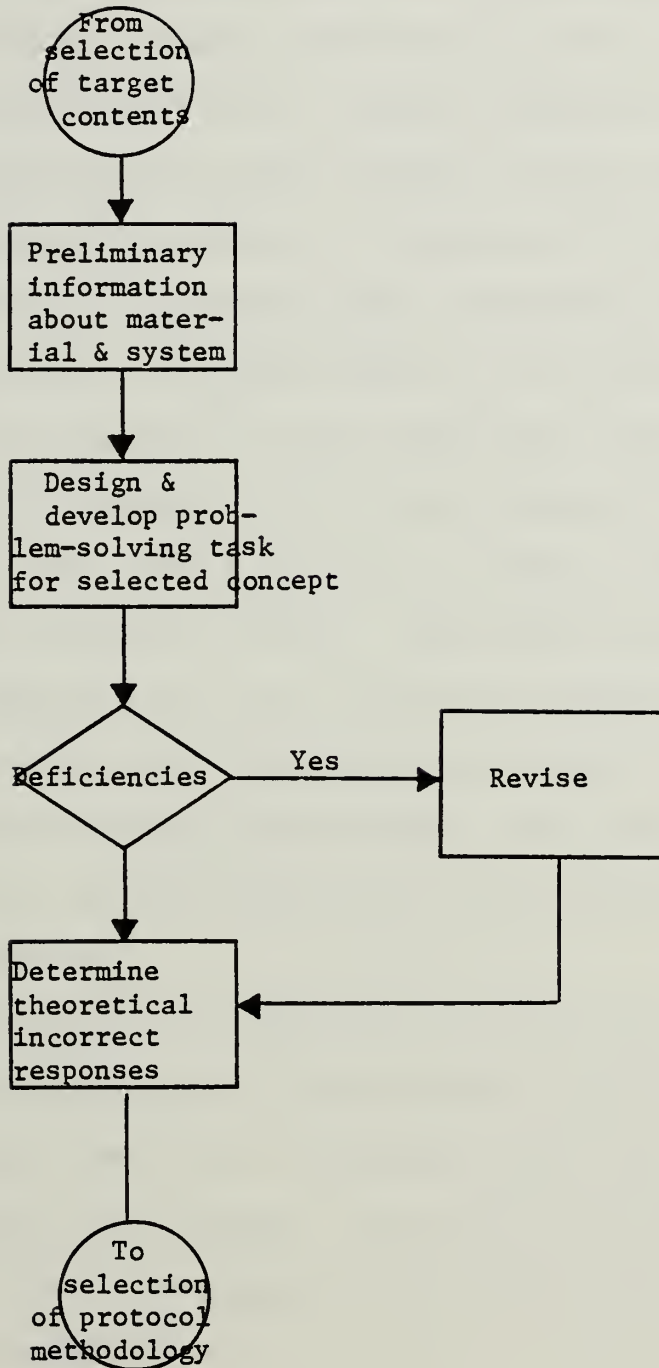 From
selection
of target
contents
Preliminary
information
about mater-
ial & system
Design &
develop prob-
lem-solving task
for selected concept
Deficiencies
Yes
Revise
Determine
theoretical
incorrect
responses
To
selection
of protocol
methodology